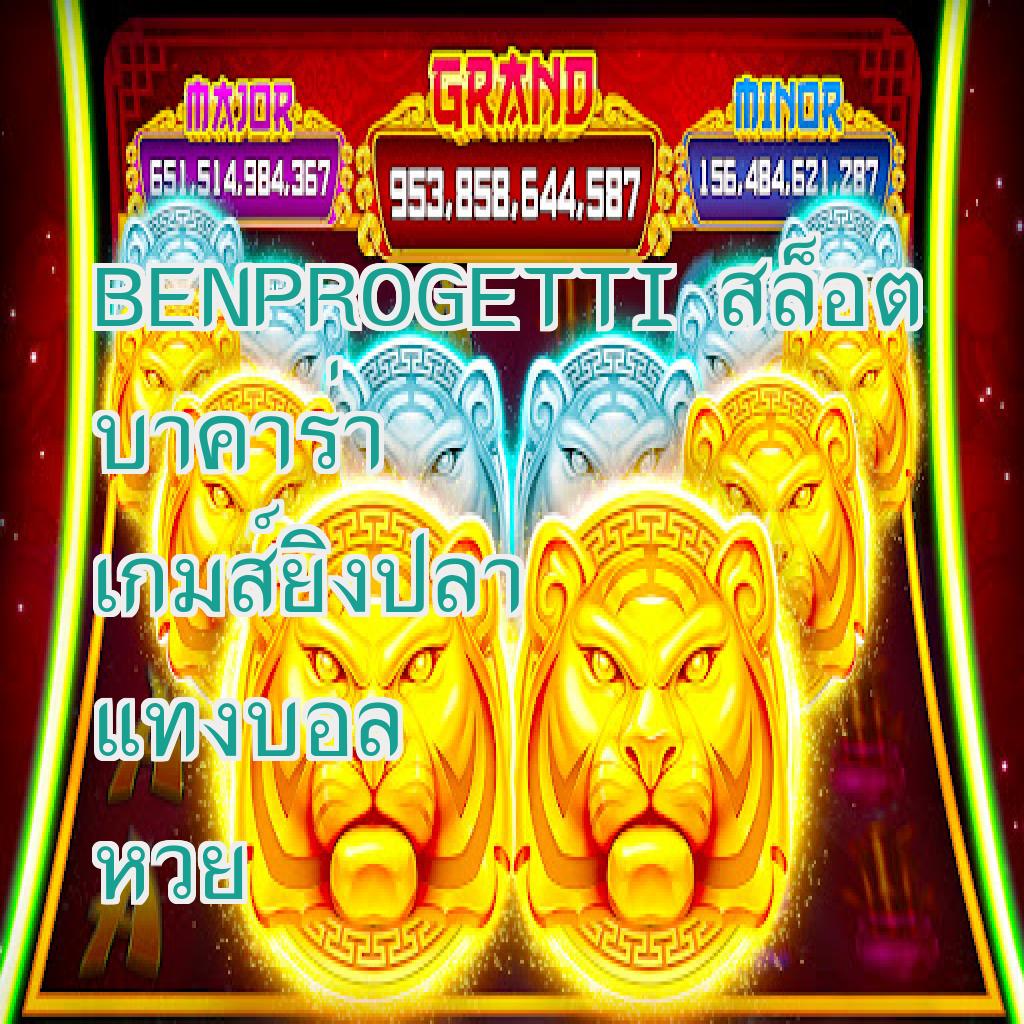 MAJOR GRAND MINOR
651,514,984,367 953,858,644,587 156,484,621,287
BENPROGETTI สล็อต
บาคาร่า
เกมส์ยิงปลา
แทงบอล
หวย